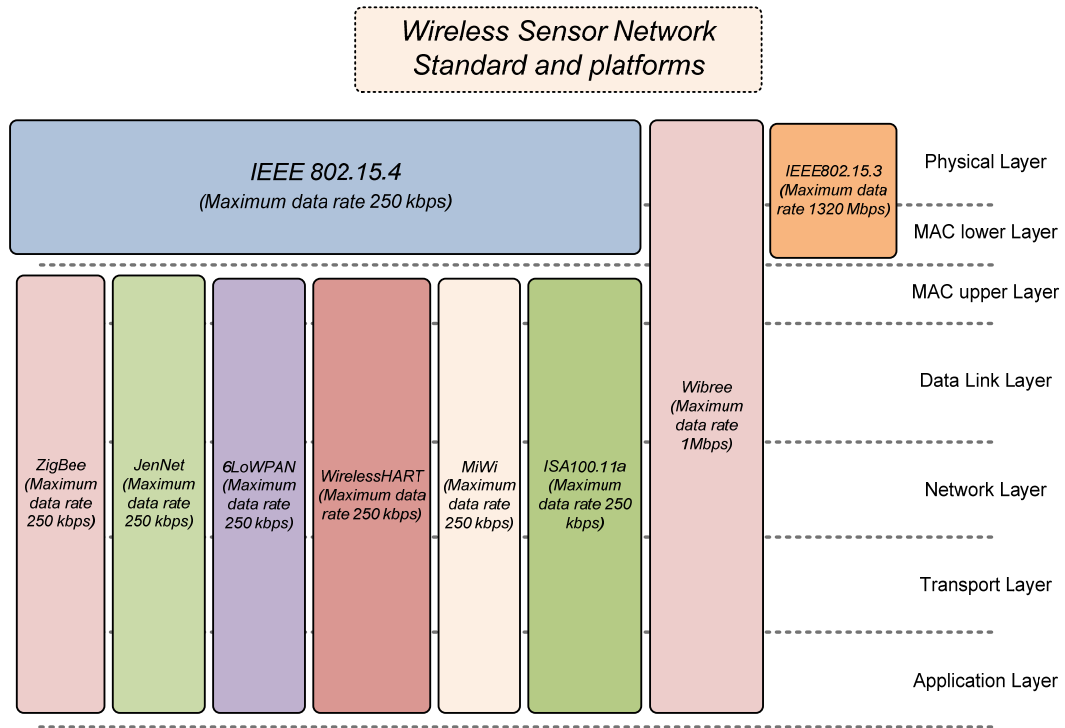 Wireless Sensor Network
Standard and platforms
IEEE 802.15.4
(Maximum data rate 250 kbps)
IEEE802.15.3
(Maximum data
rate 1320 Mbps)
Physical Layer
MAC lower Layer
MAC upper Layer
Data Link Layer
Network Layer
Transport Layer
Application Layer
Wibree
(Maximum
data rate
1Mbps)
ZigBee
(Maximum
data rate
250 kbps)
JenNet
(Maximum
data rate
250 kbps)
6LoWPAN
(Maximum
data rate
250 kbps)
WirelessHART
(Maximum data
rate 250 kbps)
MiWi
(Maximum
data rate
250 kbps)
ISA100.11a
(Maximum
data rate 250
kbps)